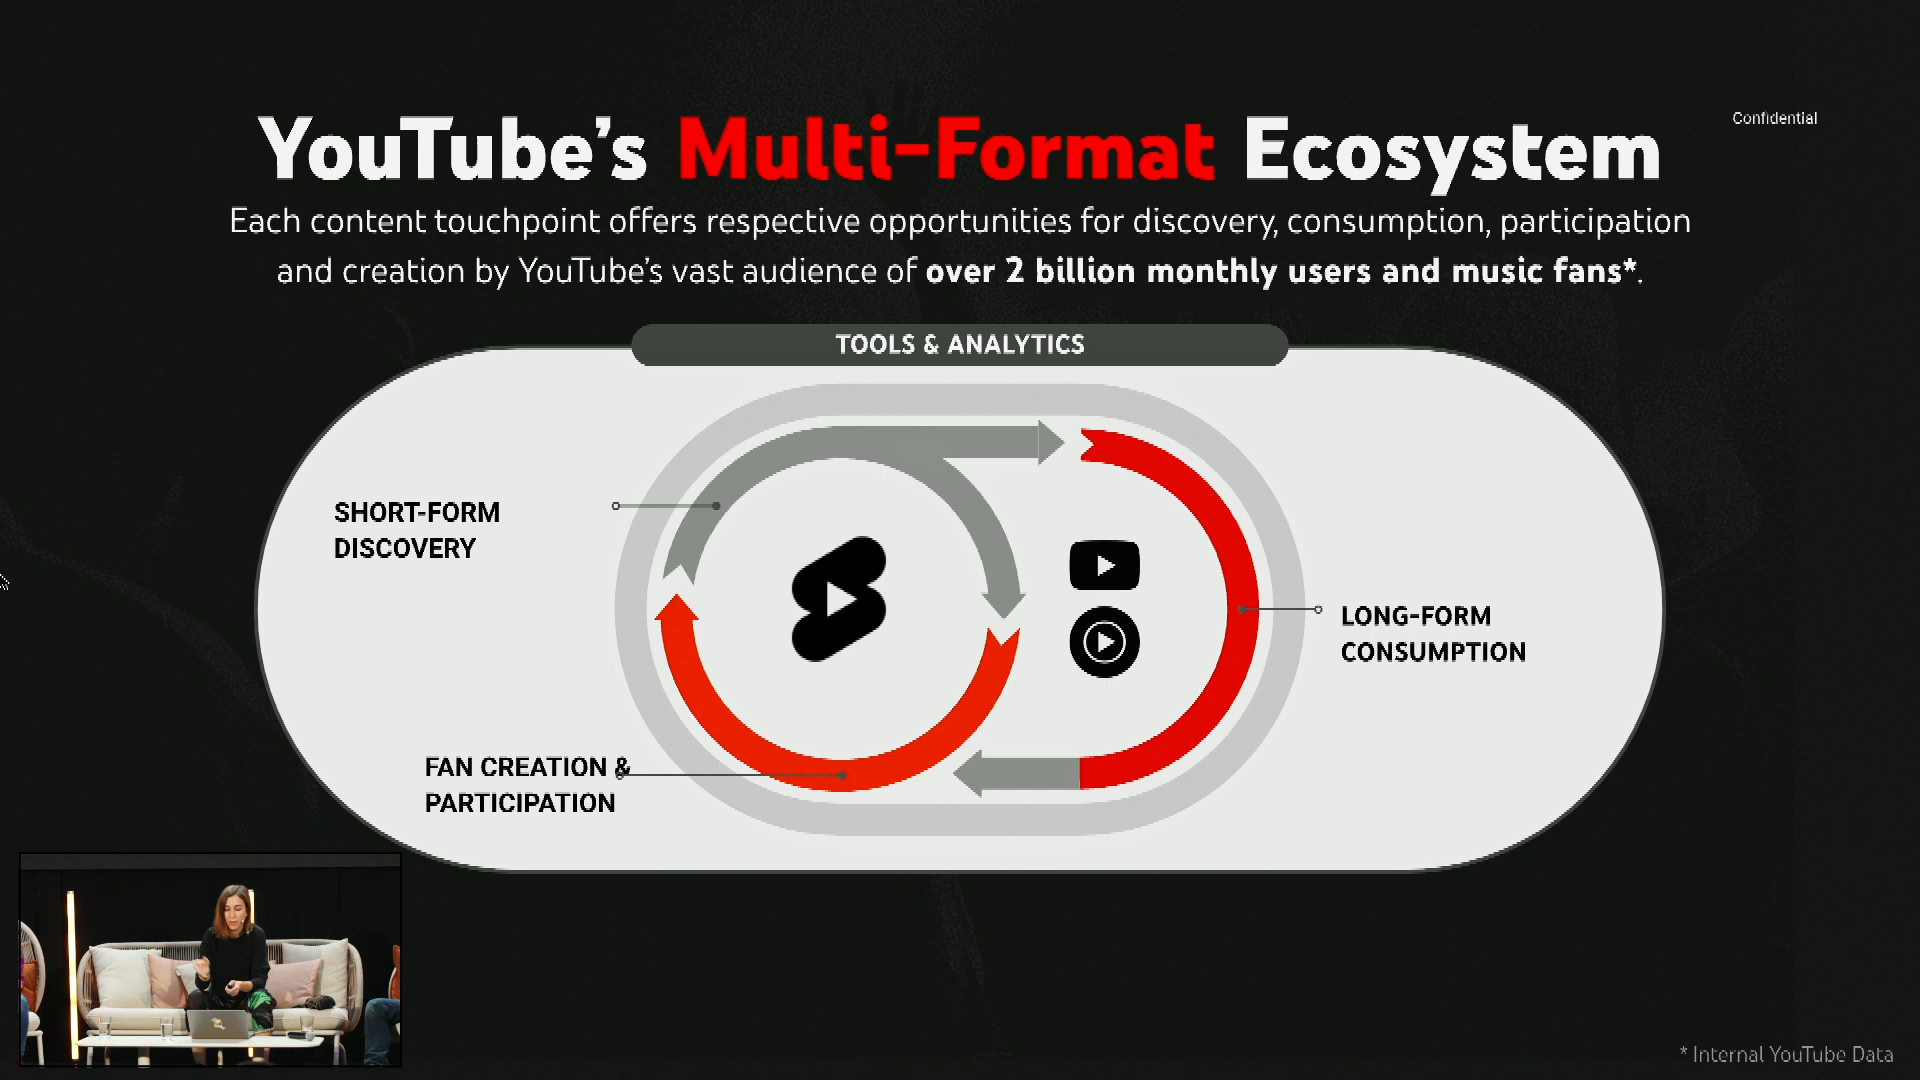 Confidential
YouTube's Multi-Format Ecosystem
Each content touchpoint offers respective opportunities for discovery, consumption, participation
and creation by YouTube's vast audience of over 2 billion monthly users and music fans*.
TOOLS & ANALYTICS
SHORT-FORM
DISCOVERY
LONG-FORM
CONSUMPTION
FAN CREATION &
PARTICIPATION
* Internal YouTube Data